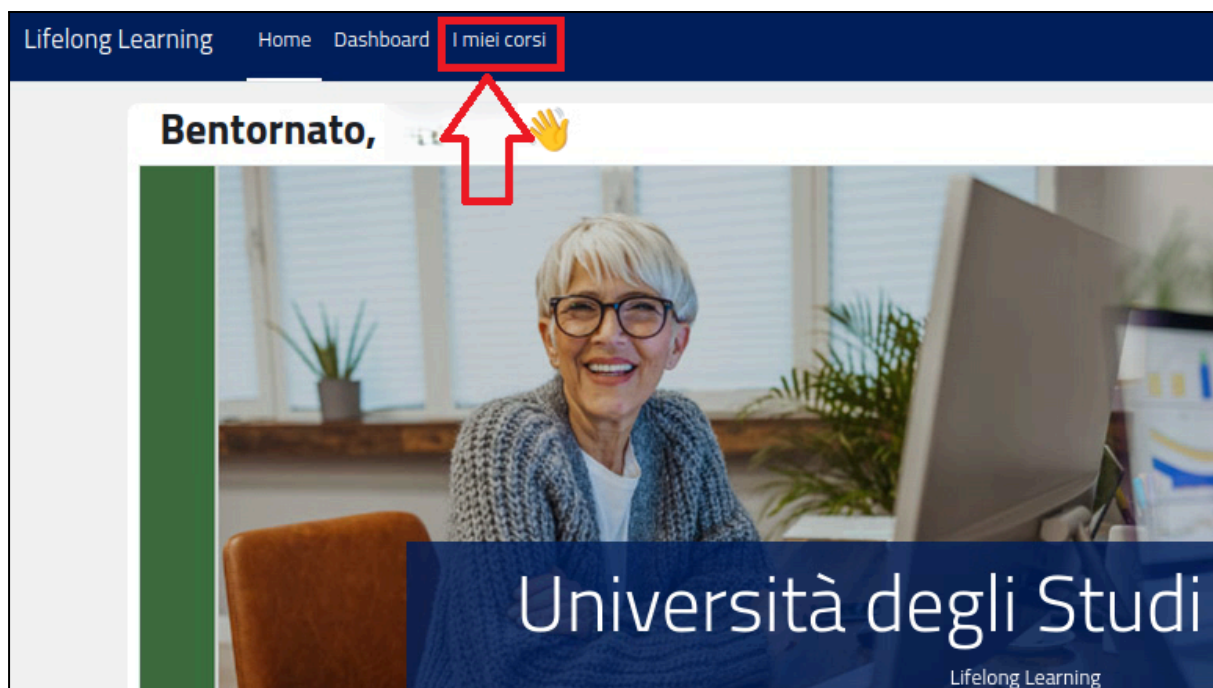 Lifelong Learning Home Dashboard I miei corsi
Bentornato,
Università degli Studi
Lifelong Learning